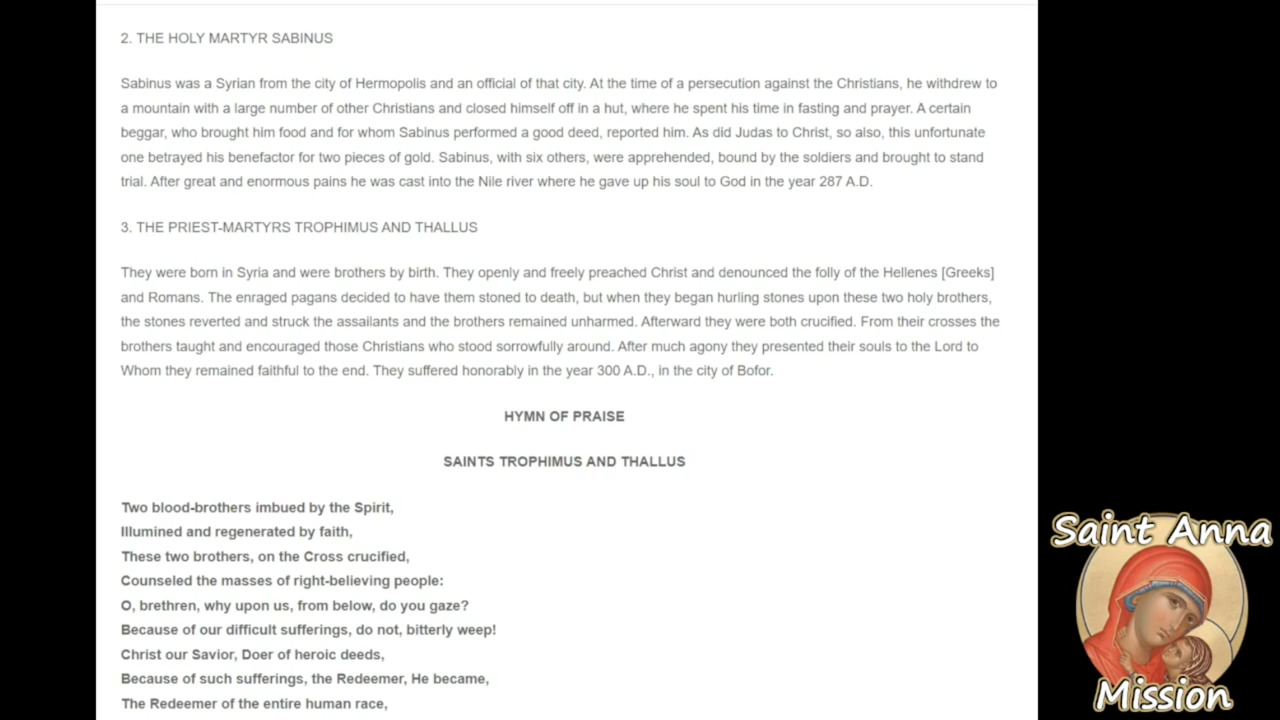 2. THE HOLY MARTYR SABINUS
Sabinus was a Syrian from the city of Hermopolis and an official of that city. At the time of a persecution against the Christians, he withdrew to
a mountain with a large number of other Christians and closed himself off in a hut, where he spent his time in fasting and prayer. A certain
beggar, who brought him food and for whom Sabinus performed a good deed, reported him. As did Judas to Christ, so also, this unfortunate
one betrayed his benefactor for two pieces of gold. Sabinus, with six others, were apprehended, bound by the soldiers and brought to stand
trial. After great and enormous pains he was cast into the Nile river where he gave up his soul to God in the year 287 A.D.
3. THE PRIEST-MARTYRS TROPHIMUS AND THALLUS
They were born in Syria and were brothers by birth. They openly and freely preached Christ and denounced the folly of the Hellenes [Greeks]
and Romans. The enraged pagans decided to have them stoned to death, but when they began hurling stones upon these two holy brothers,
the stones reverted and struck the assailants and the brothers remained unharmed. Afterward they were both crucified. From their crosses the
brothers taught and encouraged those Christians who stood sorrowfully around. After much agony they presented their souls to the Lord to
Whom they remained faithful to the end. They suffered honorably in the year 300 A.D., in the city of Bofor.
HYMN OF PRAISE
SAINTS TROPHIMUS AND THALLUS
Two blood-brothers imbued by the Spirit,
Illumined and regenerated by faith,
These two brothers, on the Cross crucified,
Counseled the masses of right-believing people:
O, brethren, why upon us, from below, do you gaze?
Because of our difficult sufferings, do not, bitterly weep!
Christ our Savior, Doer of heroic deeds,
Because of such sufferings, the Redeemer, He became,
The Redeemer of the entire human race,
Saint Anna
Mission